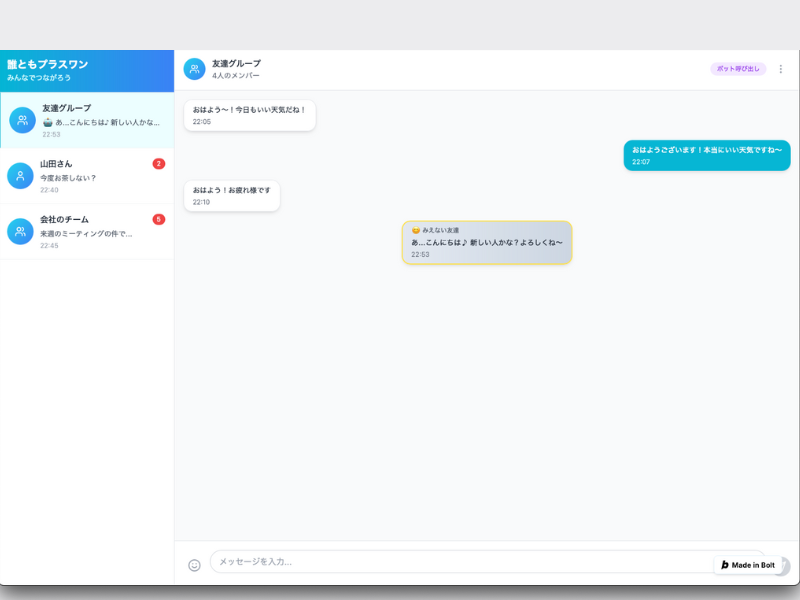 誰ともプラスワン
みんなでつながろう
友達グループ
あ...こんにちは♪ 新しい人かな...
22:53
山田さん
2
今度お茶しない？
22:40
会社のチーム
5
来週のミーティングの件で...
22:45
友達グループ
4人のメンバー
ボット呼び出し
おはよう〜！今日もいい天気だね！
22:05
おはようございます！本当にいい天気ですね〜
22:07
おはよう！お疲れ様です
22:10
みえない友達
あ...こんにちは♪ 新しい人かな？よろしくね〜
22:53
メッセージを入力...
b Made in Bolt